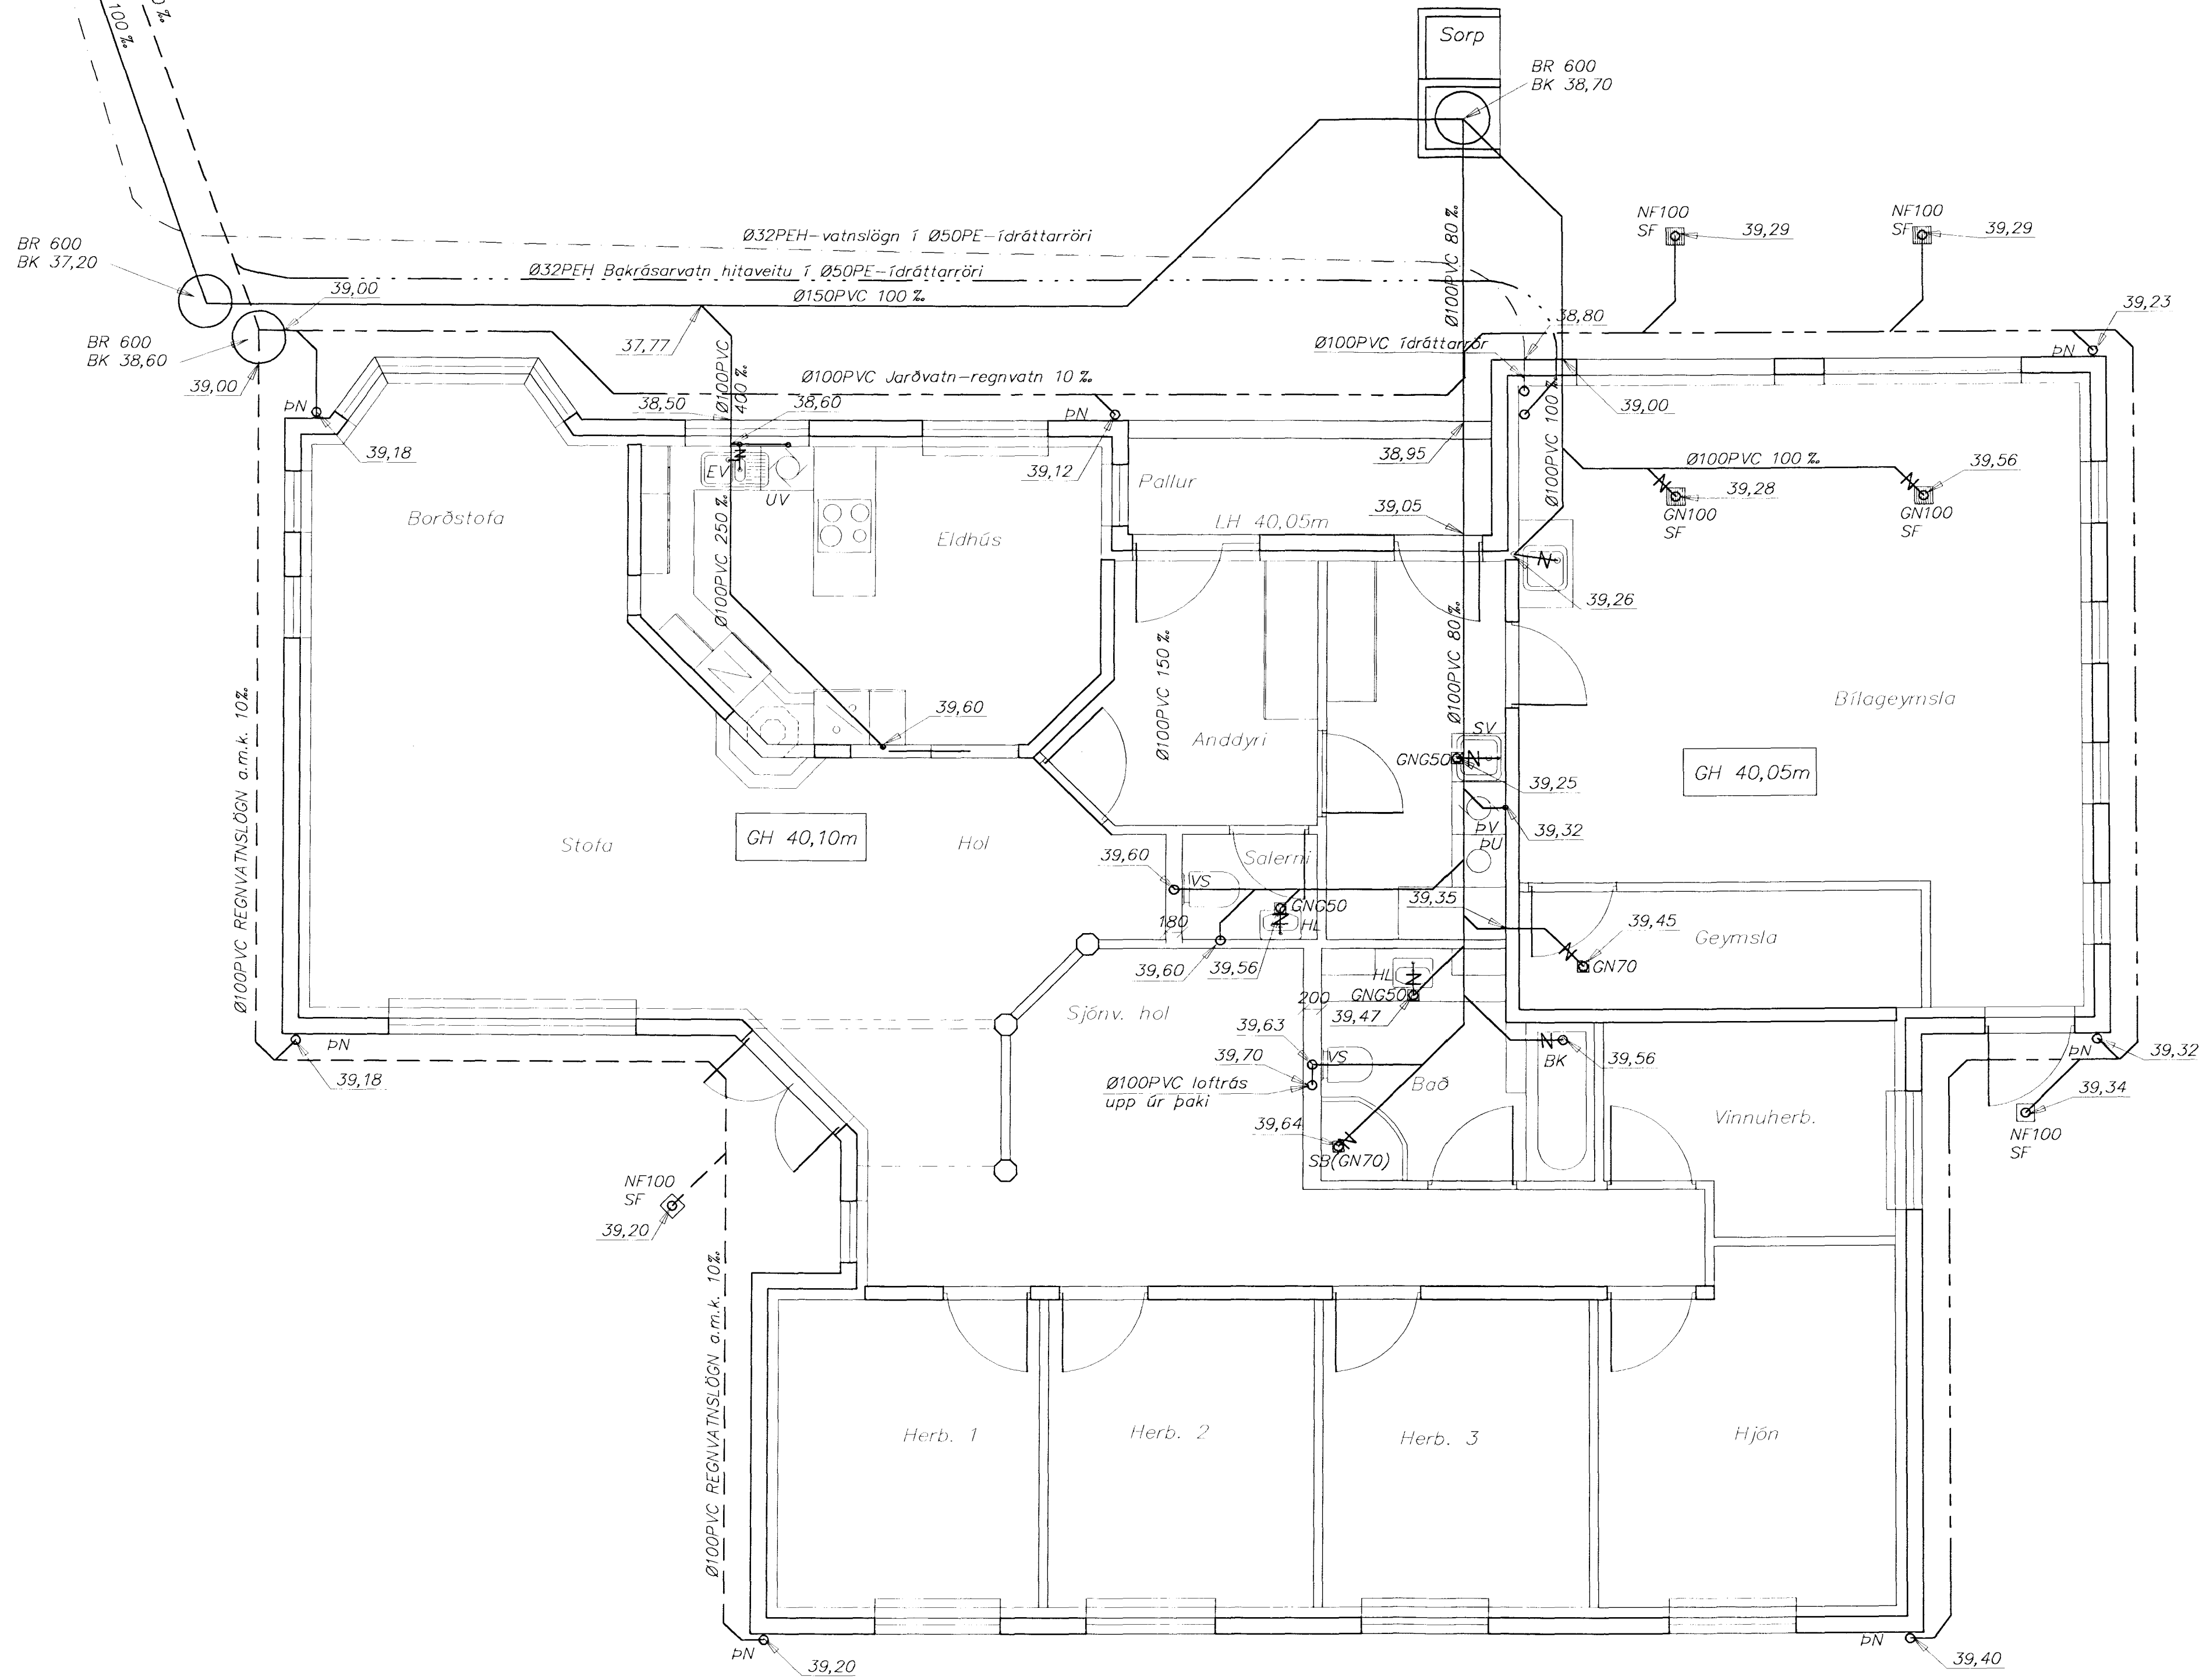 100 ‰
0 ‰
Sorp
BR 600
BK 38,70
NF100
SF
39,29
NF100
SF
39,29
BR 600
BK 37,20
Ø32PEH-vatnslögn í Ø50PE-ídráttarröri
Ø32PEH Bakrásarvatn hitaveitu í Ø50PE-ídráttarröri
Ø150PVC 100 ‰
Ø100PVC 80 ‰
39,00
39,23
38,80
BR 600
BK 38,60
37,77
Ø100PVC ídráttarrör
ÞN
39,00
Ø100PVC Jarðvatn-regnvatn 10 ‰
Ø100PVC
400 ‰
38,50
38,60
ÞN
ÞN
39,00
39,18
39,12
38,95
Ø100PVC 100 ‰
Ø100PVC 100 ‰
39,56
39,28
GN100
SF
GN100
SF
EV
UV
Pallur
Borðstofa
LH 40,05m
39,05
Eldhús
Ø100PVC 250 ‰
39,26
Ø100PVC 150 ‰
Ø100PVC 80 ‰
Bílageymsla
39,60
Anddyri
SV
GNG50
GH 40,05m
39,25
Ø100PVC REGNVATNSLÖGN a.m.k. 10‰
GH 40,10m
Stofa
Hol
ÞV
39,32
ÞU
39,60
Salerni
VS
39,35
GNG50
HL
180
39,45
Geymsla
39,60
39,56
GN70
HL
GNG50
200
Sjónv. hol
39,47
39,63
ÞN
39,70
VS
BK
39,56
ÞN
39,32
39,18
Ø100PVC loftrás
upp úr þaki
Bað
39,34
39,64
Vinnuherb.
NF100
SF
SB(GN70)
NF100
SF
39,20
Ø100PVC REGNVATNSLÖGN a.m.k. 10‰
Herb. 1
Herb. 2
Herb. 3
Hjón
ÞN
39,20
ÞN
39,40